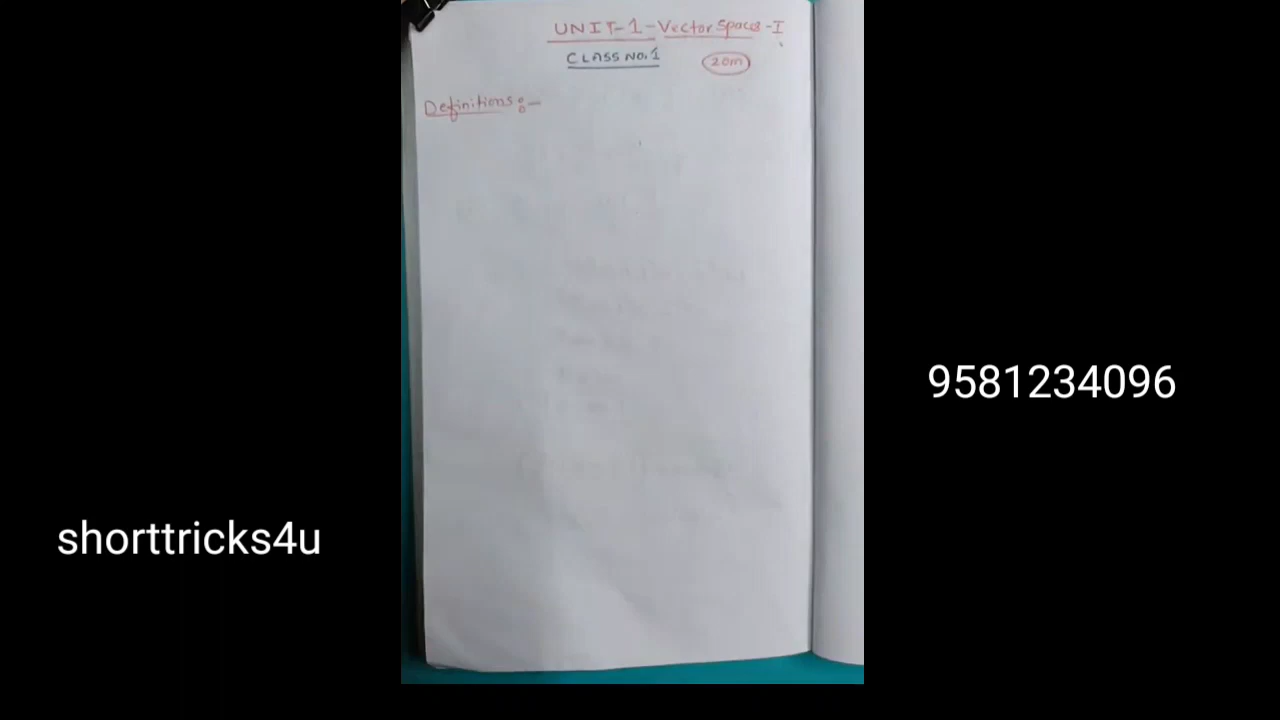 UNIT-1-Vector Spaces-I
CLASS NO.1
20m
Definitions:-
9581234096
shorttricks4u